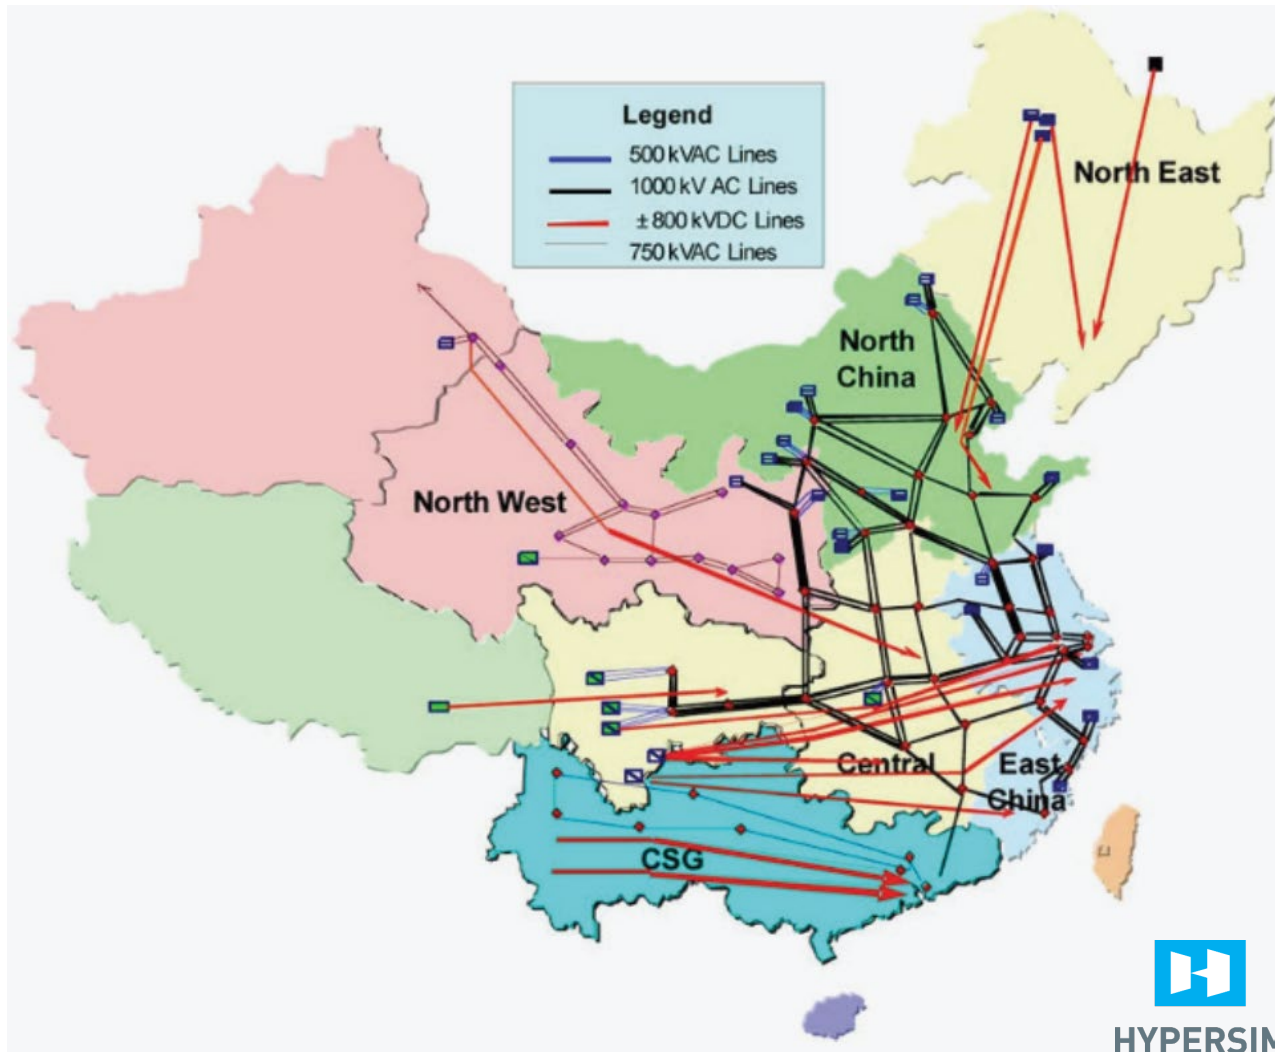 Legend
500 kVAC Lines
1000 kV AC Lines
± 800 kVDC Lines
750 kVAC Lines
North East
North
China
North West
Central
East
China
CSG
HYPERSIM